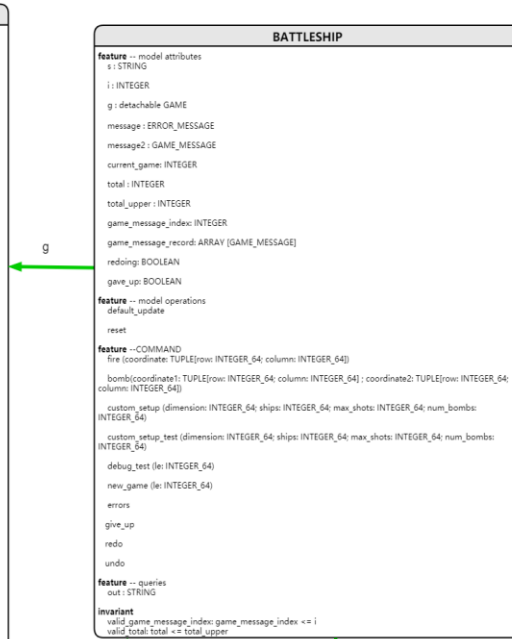 BATTLESHIP
feature -- model attributes
s : STRING
i : INTEGER
g : detachable GAME
message : ERROR_MESSAGE
message2 : GAME_MESSAGE
current_game: INTEGER
total : INTEGER
total_upper : INTEGER
game_message_index: INTEGER
game_message_record: ARRAY [GAME_MESSAGE]
g
redoing: BOOLEAN
gave_up: BOOLEAN
feature -- model operations
default_update
reset
feature --COMMAND
fire (coordinate: TUPLE[row: INTEGER_64; column: INTEGER_64])
bomb(coordinate1: TUPLE[row: INTEGER_64; column: INTEGER_64] ; coordinate2: TUPLE[row: INTEGER_64;
column: INTEGER_64])
custom_setup (dimension: INTEGER_64; ships: INTEGER_64; max_shots: INTEGER_64; num_bombs:
INTEGER_64)
custom_setup_test (dimension: INTEGER_64; ships: INTEGER_64; max_shots: INTEGER_64; num_bombs:
INTEGER_64)
debug_test (le: INTEGER_64)
new_game (le: INTEGER_64)
errors
give_up
redo
undo
feature -- queries
out : STRING
invariant
valid_game_message_index: game_message_index <= i
valid_total: total <= total_upper